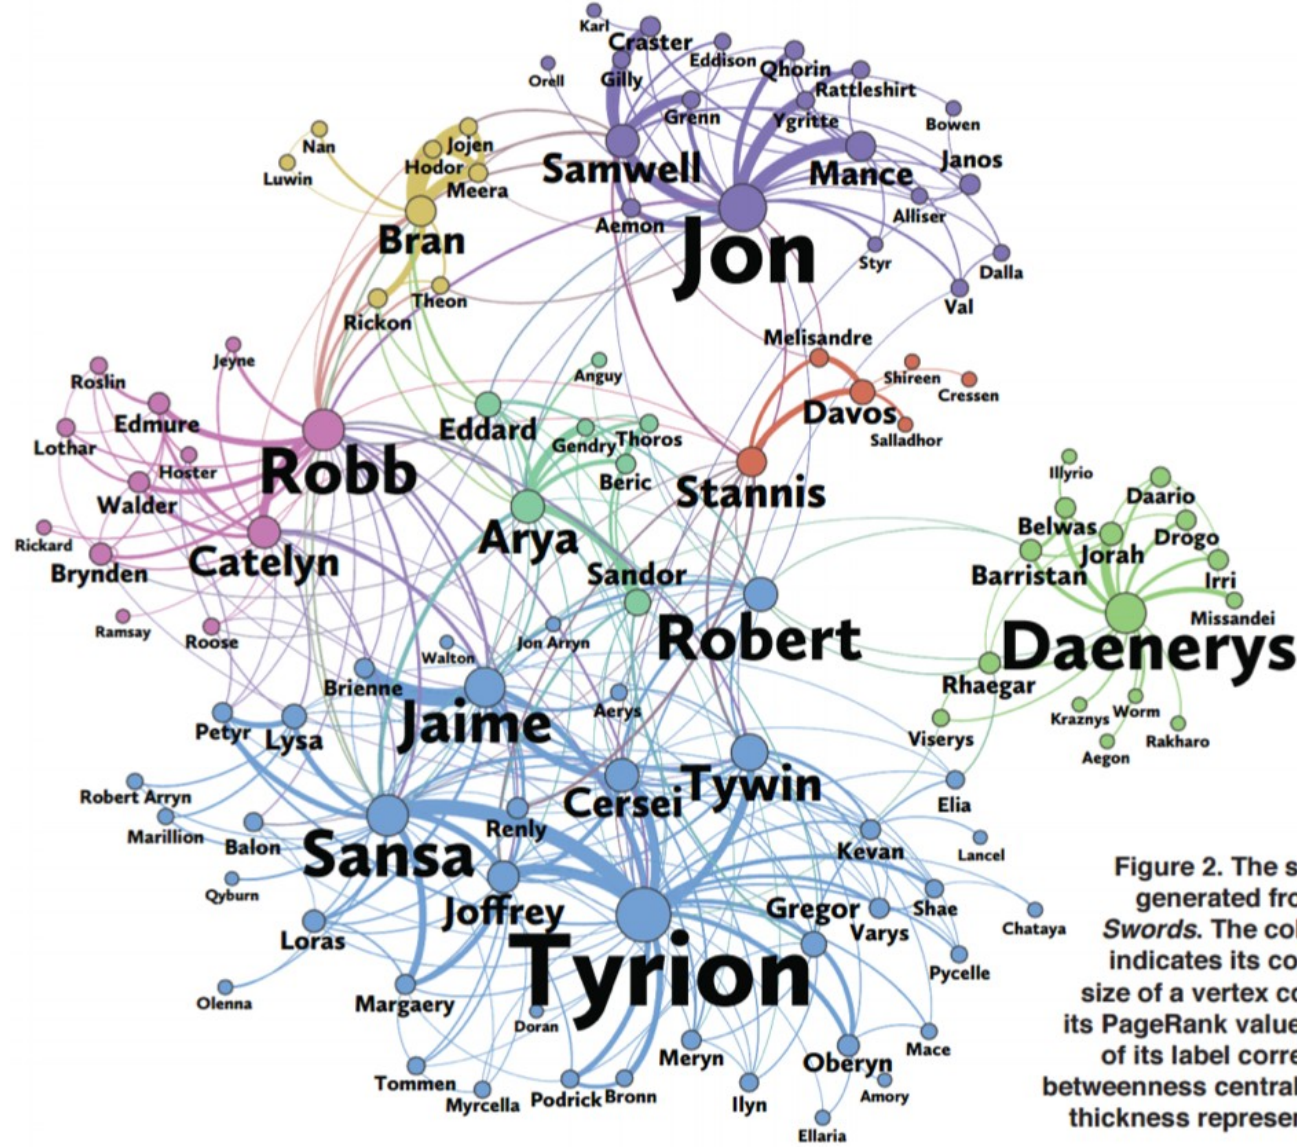 Karl
Craster
Eddison
Qhorin
Orell
Gilly
Rattleshirt
Grenn
Ygritte
Bowen
Nan
Jojen
Hodor
Luwin
Meera
Samwell
Mance
Janos
Alliser
Aemon
Bran
Jon
Styr
Dalla
Theon
Val
Rickon
Melisandre
Jeyne
Roslin
Anguy
Shireen
Cressen
Edmure
Eddard
Davos
Lothar
Gendry
Thoros
Salladhor
Hoster
Robb
Beric
Stannis
Walder
Illyrio
Daario
Belwas
Drogo
Rickard
Catelyn
Arya
Jorah
Brynden
Sandor
Barristan
Irri
Missandei
Ramsay
Roose
Jon Arryn
Robert
Daenerys
Walton
Brienne
Rhaegar
Aerys
Kraznys
Worm
Petyr
Lysa
Jaime
Viserys
Rakharo
Aegon
Robert Arryn
Cersei
Tywin
Elia
Marillion
Balon
Renly
Sansa
Kevan
Lancel
Qyburn
Joffrey
Gregor
Shae
Varys
Chataya
Loras
Tyrion
Pycelle
Olenna
Margaery
Doran
Meryn
Oberyn
Mace
Tommen
Myrcella
Podrick
Bronn
Ilyn
Amory
Ellaria
Figure 2. The s
generated fro
Swords. The col
indicates its co
size of a vertex co
its PageRank value
of its label corre
betweenness central
thickness represer